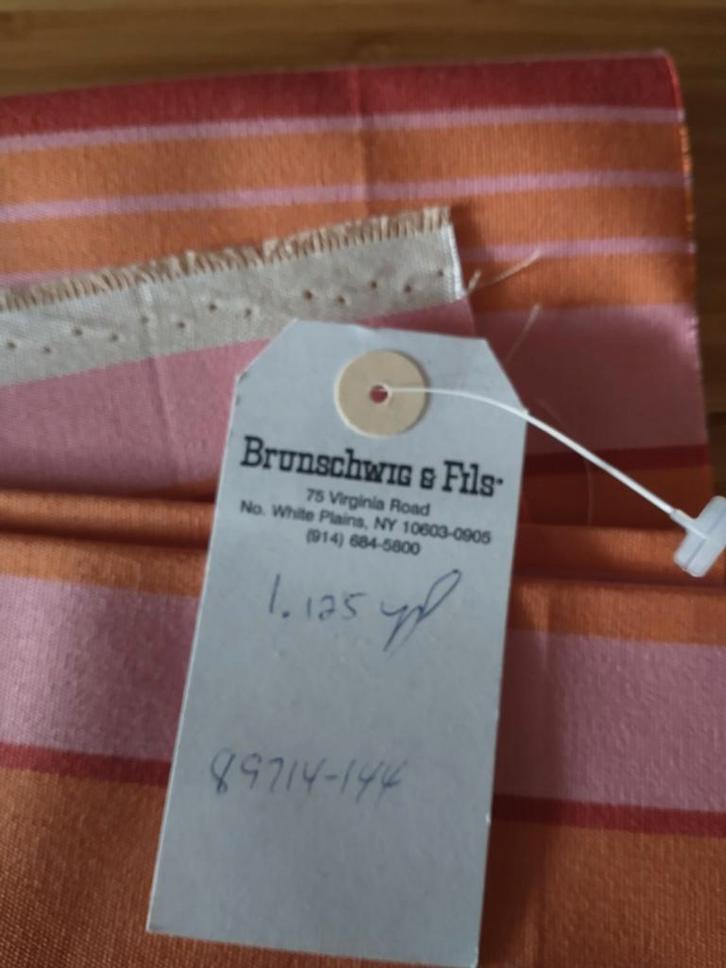 Brunschwig & Fils®
75 Virginia Road
No. White Plains, NY 10603-0905
(914) 684-5800
1.125 yd
89714-144